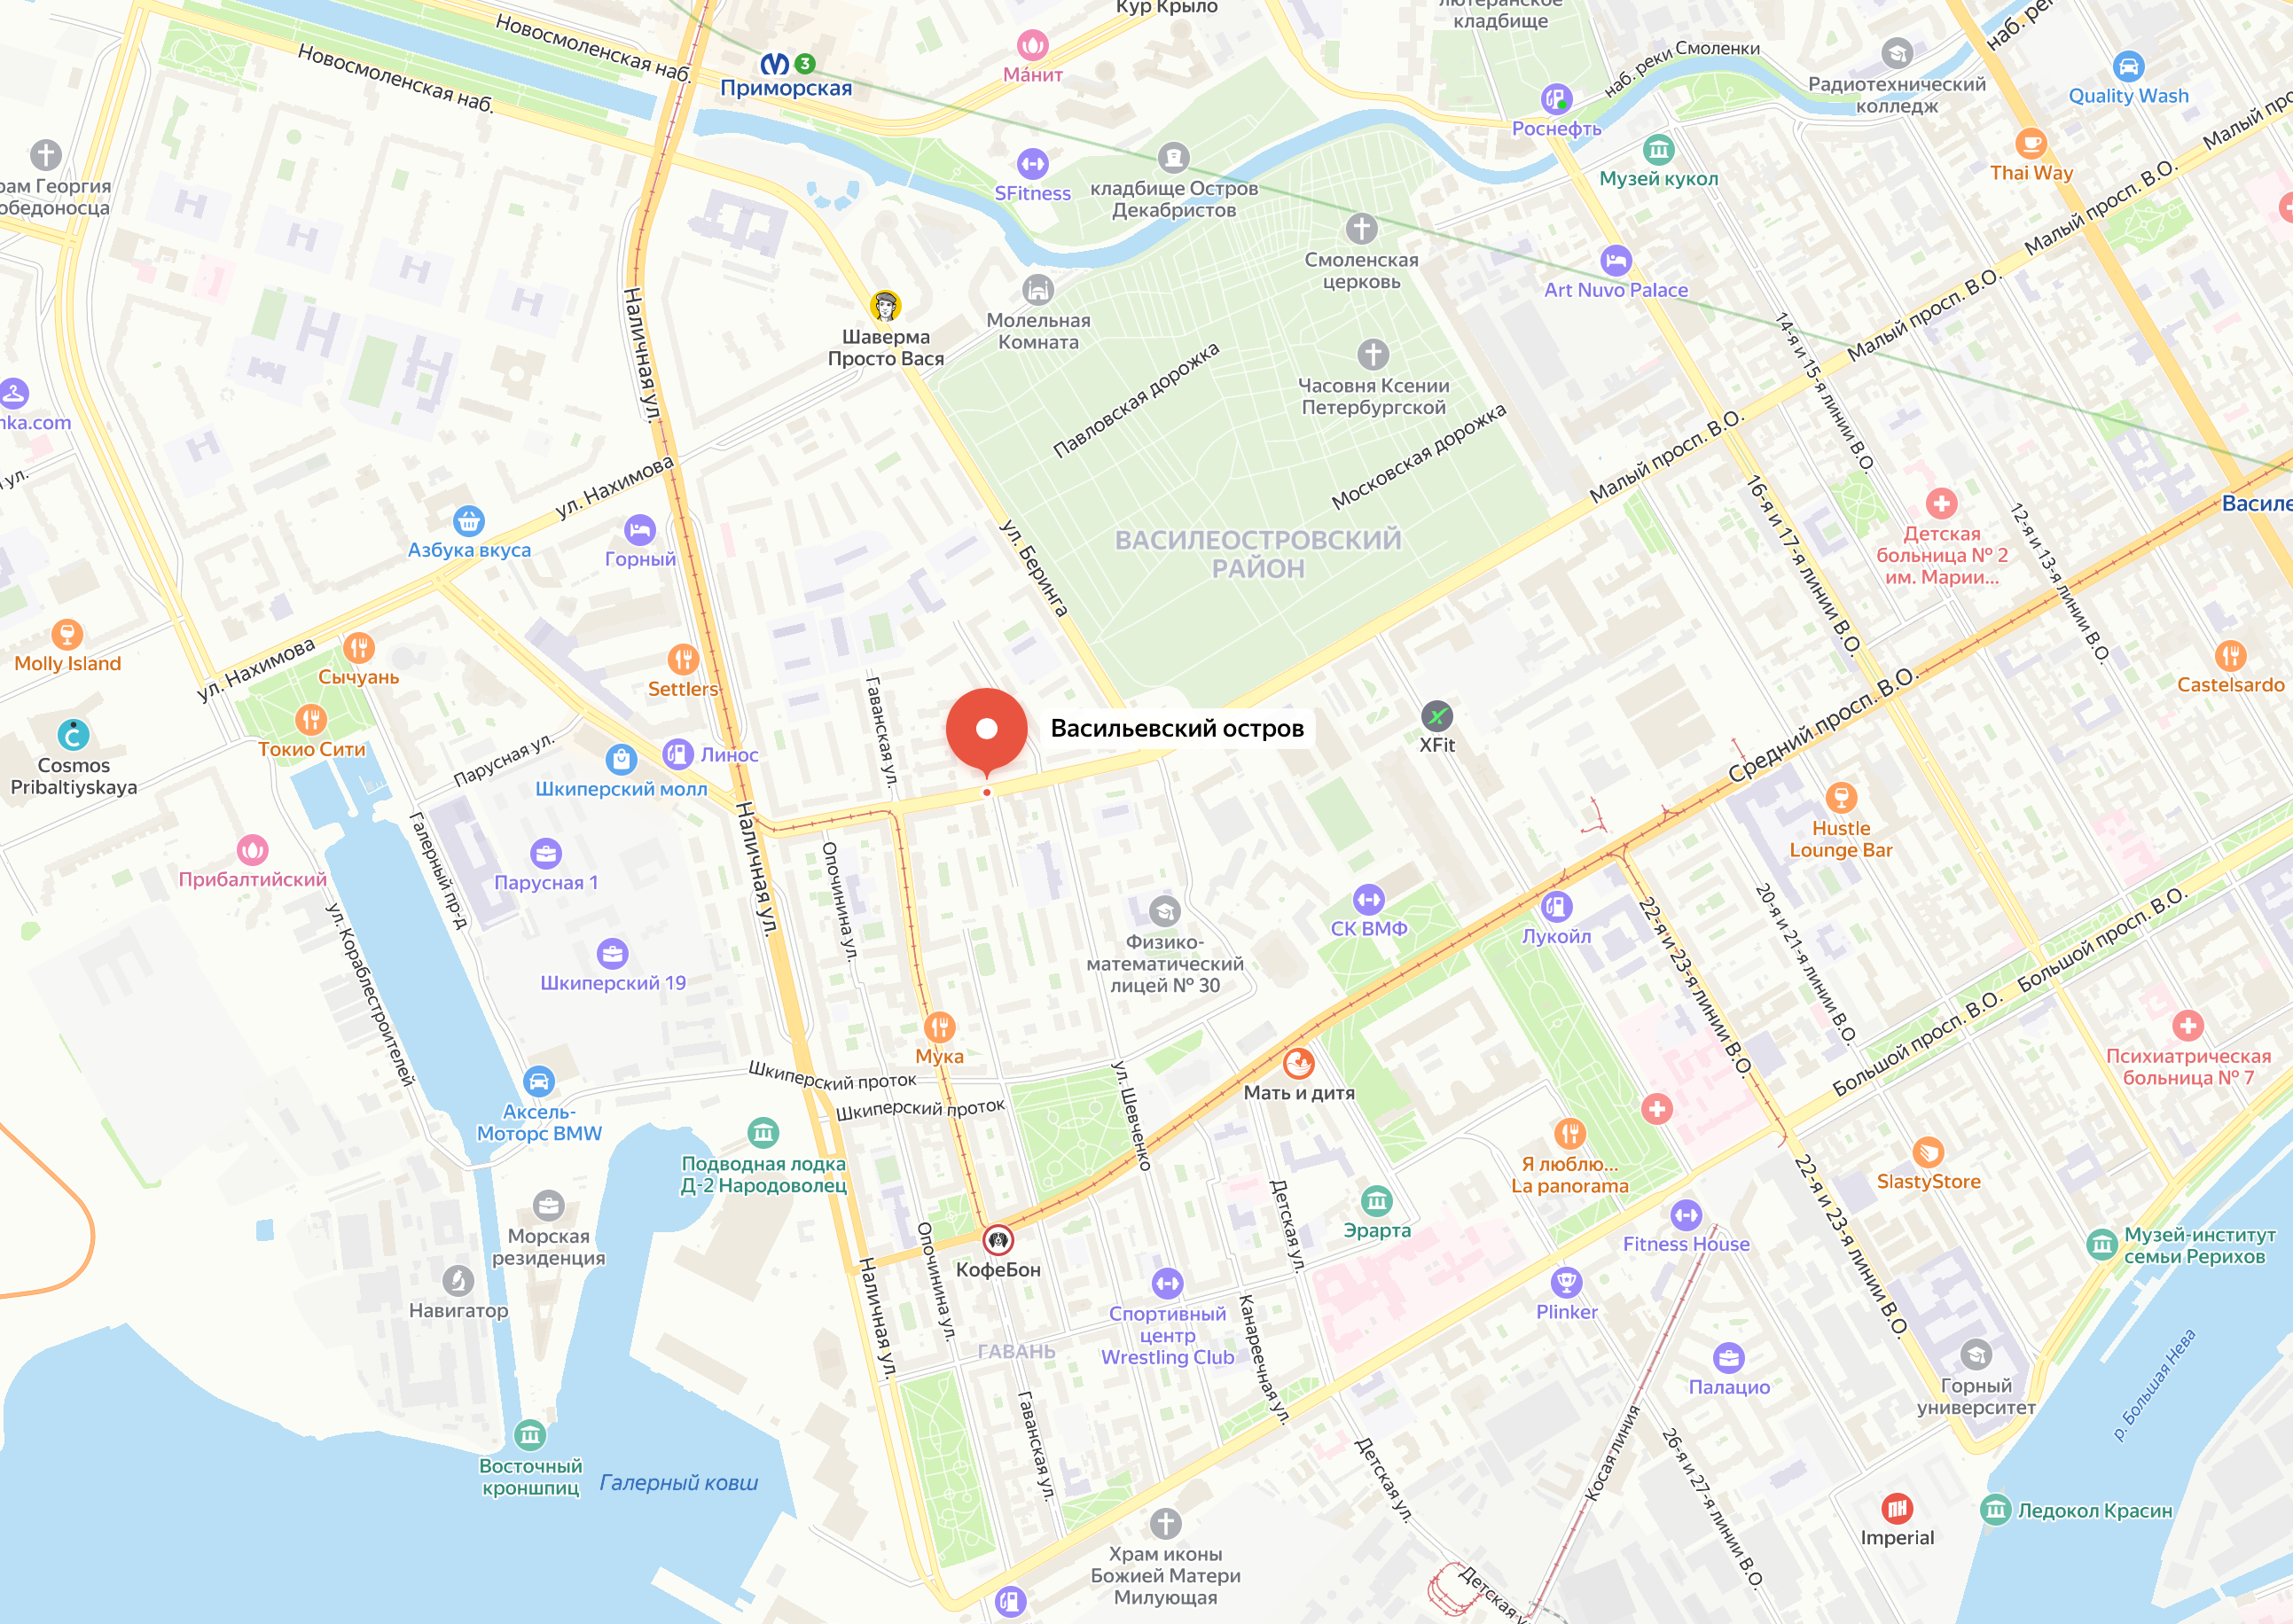 Кур Крыло
лютеранское
кладбище
Новосмоленская наб.
Новосмоленская наб.
3
Приморская
Ма́нит
наб. реки Смоленки
наб. рек
Радиотехнический
колледж
Quality Wash
Роснефть
Малый про
Музей кукол
Thai Way
рам Георгия
обедоносца
SFitness
кладбище Остров
Декабристов
Малый просп. В.О.
Смоленская
церковь
Art Nuvo Palace
Наличная ул.
Шаверма
Просто Вася
Молельная
Комната
Павловская дорожка
Часовня Ксении
Петербургской
Московская дорожка
Малый просп. В.О.
14-я и 15-я линии В.О.
nka.com
Малый просп. В.О.
ул.
ул. Нахимова
16-я и 17-я линии В.О.
Василе
Азбука вкуса
Горный
ул. Беринга
ВАСИЛЕОСТРОВСКИЙ
РАЙОН
Детская
больница № 2
им. Марии...
12-я и 13-я линии В.О.
Molly Island
ул. Нахимова
Сычуань
Settlers
Гаванская ул.
Castelsardo
Васильевский остров
XFit
Средний просп. В.О.
Cosmos
Pribaltiyskaya
Токио Сити
Парусная ул.
Линос
Шкиперский молл
Наличная ул.
Hustle
Lounge Bar
Прибалтийский
Галерный пр-д
Парусная 1
Опочинина ул.
ул. Кораблестроителей
Шкиперский 19
Физико-
математический
лицей № 30
СК ВМФ
Лукойл
22-я и 23-я линии В.О.
20-я и 21-я линии В.О.
Большой просп. В.О.
Большой просп. В.О.
Мука
Шкиперский проток
Шкиперский проток
ул. Шевченко
Мать и дитя
Психиатрическая
больница № 7
Аксель-
Моторс BMW
Подводная лодка
Д-2 Народоволец
Я люблю...
La panorama
22-я и 23-я линии В.О.
SlastyStore
Морская
резиденция
Опочинина ул.
Детская ул.
Эрарта
Fitness House
Музей-институт
семьи Рерихов
КофеБон
Наличная ул.
Навигатор
Спортивный
центр
Wrestling Club
Канареечная ул.
Plinker
ГАВАНЬ
Палацио
Горный
университет
р. Большая Нева
Гаванская ул.
Косая линия
Детская ул.
26-я и 27-я линии В.О.
Восточный
кроншпиц
Галерный ковш
ПН
Imperial
Ледокол Красин
Храм иконы
Божией Матери
Милующая
Детская у